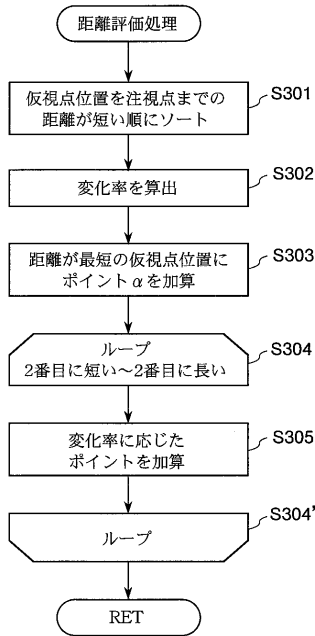 距離評価処理
仮視点位置を注視点までの
距離が短い順にソート
S301
変化率を算出
S302
距離が最短の仮視点位置に
ポイントαを加算
S303
ループ
2番目に短い~2番目に長い
S304
変化率に応じた
ポイントを加算
S305
ループ
S304'
RET